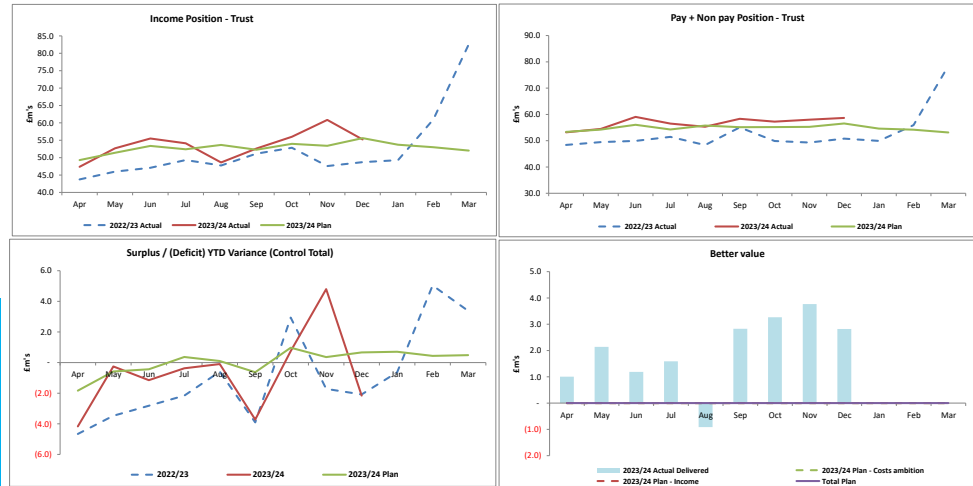 Income Position - Trust
£m's
85.0
80.0
75.0
70.0
65.0
60.0
55.0
50.0
45.0
40.0
Apr May Jun Jul Aug Sep Oct Nov Dec Jan Feb Mar
2022/23 Actual 2023/24 Actual 2023/24 Plan
Pay + Non pay Position - Trust
£m's
90.0
80.0
70.0
60.0
50.0
40.0
30.0
Apr May Jun Jul Aug Sep Oct Nov Dec Jan Feb Mar
2022/23 Actual 2023/24 Actual 2023/24 Plan
Surplus / (Deficit) YTD Variance (Control Total)
£m's
6.0
4.0
2.0
-
(2.0)
(4.0)
(6.0)
Apr May Jun Jul Aug Sep Oct Nov Dec Jan Feb Mar
2022/23 2023/24 2023/24 Plan
Better value
£m's
5.0
4.0
3.0
2.0
1.0
-
(1.0)
(2.0)
Apr May Jun Jul Aug Sep Oct Nov Dec Jan Feb Mar
2023/24 Actual Delivered 2023/24 Plan - Costs ambition
2023/24 Plan - Income Total Plan